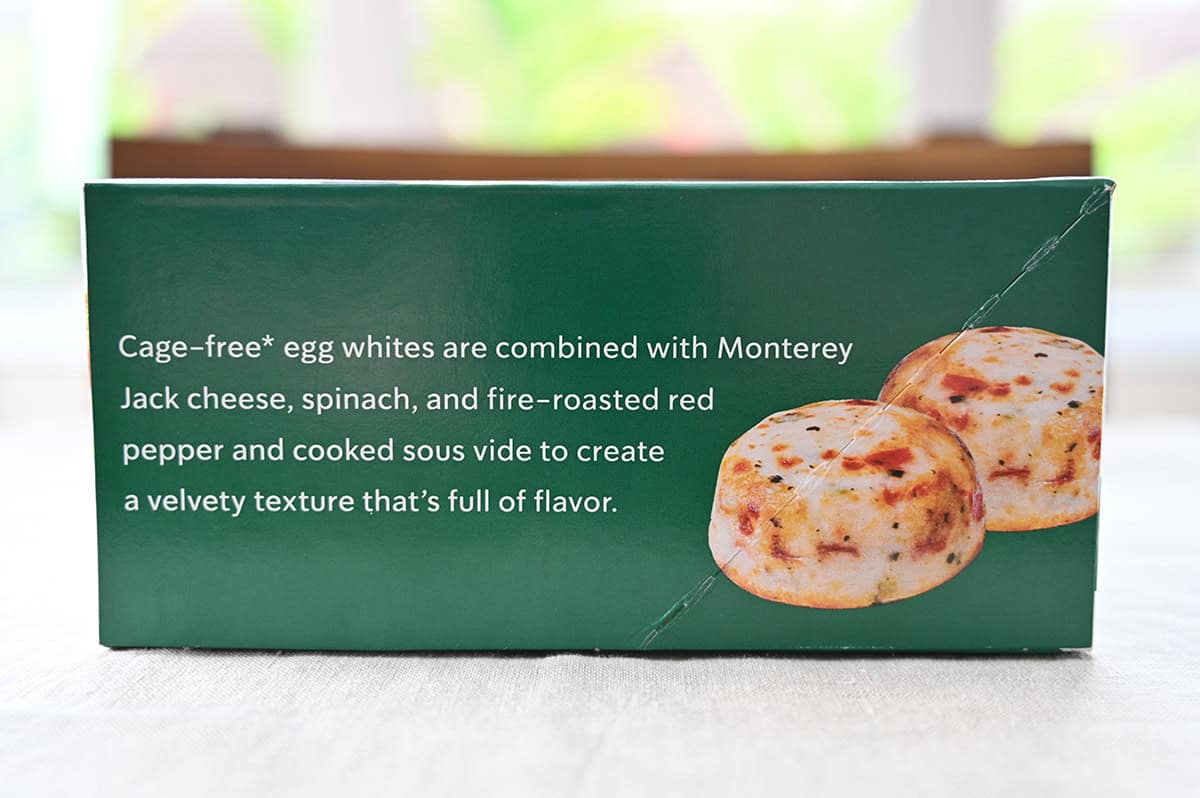 Cage-free* egg whites are combined with Monterey
Jack cheese, spinach, and fire-roasted red
pepper and cooked sous vide to create
a velvety texture that's full of flavor.